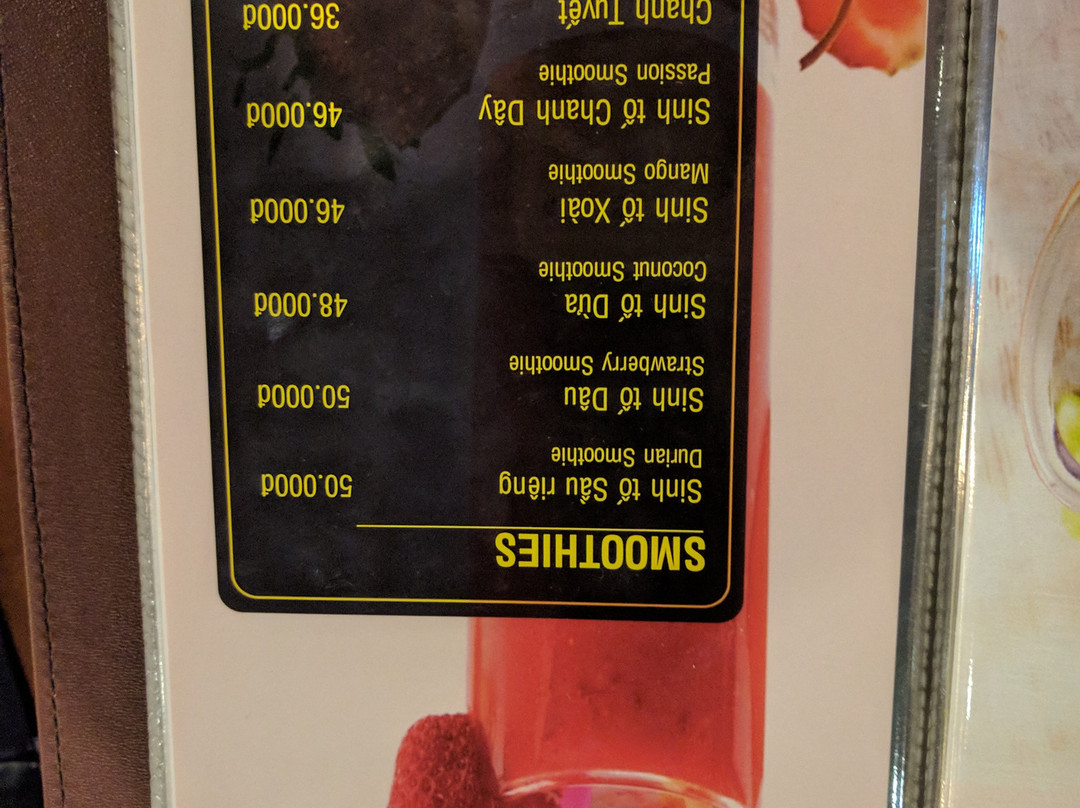 SMOOTHIES
Sinh tố Sầu riêng 50.000đ
Durian Smoothie
Sinh tố Dâu 50.000đ
Strawberry Smoothie
Sinh tố Dừa 48.000đ
Coconut Smoothie
Sinh tố Xoài 46.000đ
Mango Smoothie
Sinh tố Chanh Dây 46.000đ
Passion Smoothie
Chanh Tuyết 36.000đ